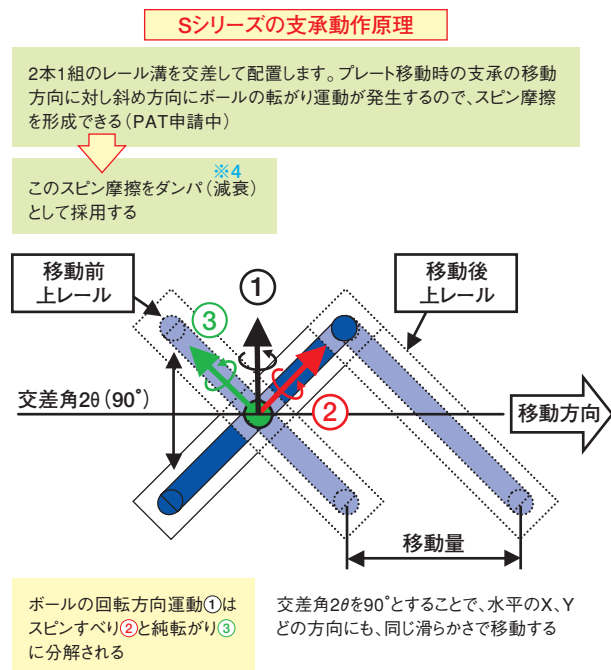 Sシリーズの支承動作原理
2本1組のレール溝を交差して配置します。プレート移動時の支承の移動
方向に対し斜め方向にボールの転がり運動が発生するので、スピン摩擦
を形成できる(PAT申請中)
※4
このスピン摩擦をダンパ(減衰)
として採用する
移動前
上レール
①
移動後
上レール
③
交差角2θ(90°)
②
移動方向
移動量
ボールの回転方向運動①は
スピンすべり②と純転がり③
に分解される
交差角2θを90°とすることで、水平のX、Y
どの方向にも、同じ滑らかさで移動する